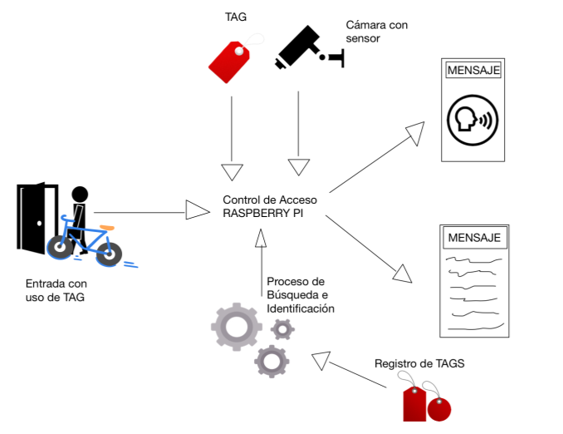 TAG
Cámara con
sensor
MENSAJE
Control de Acceso
RASPBERRY PI
Entrada con
uso de TAG
MENSAJE
Proceso de
Búsqueda e
Identificación
Registro de TAGS